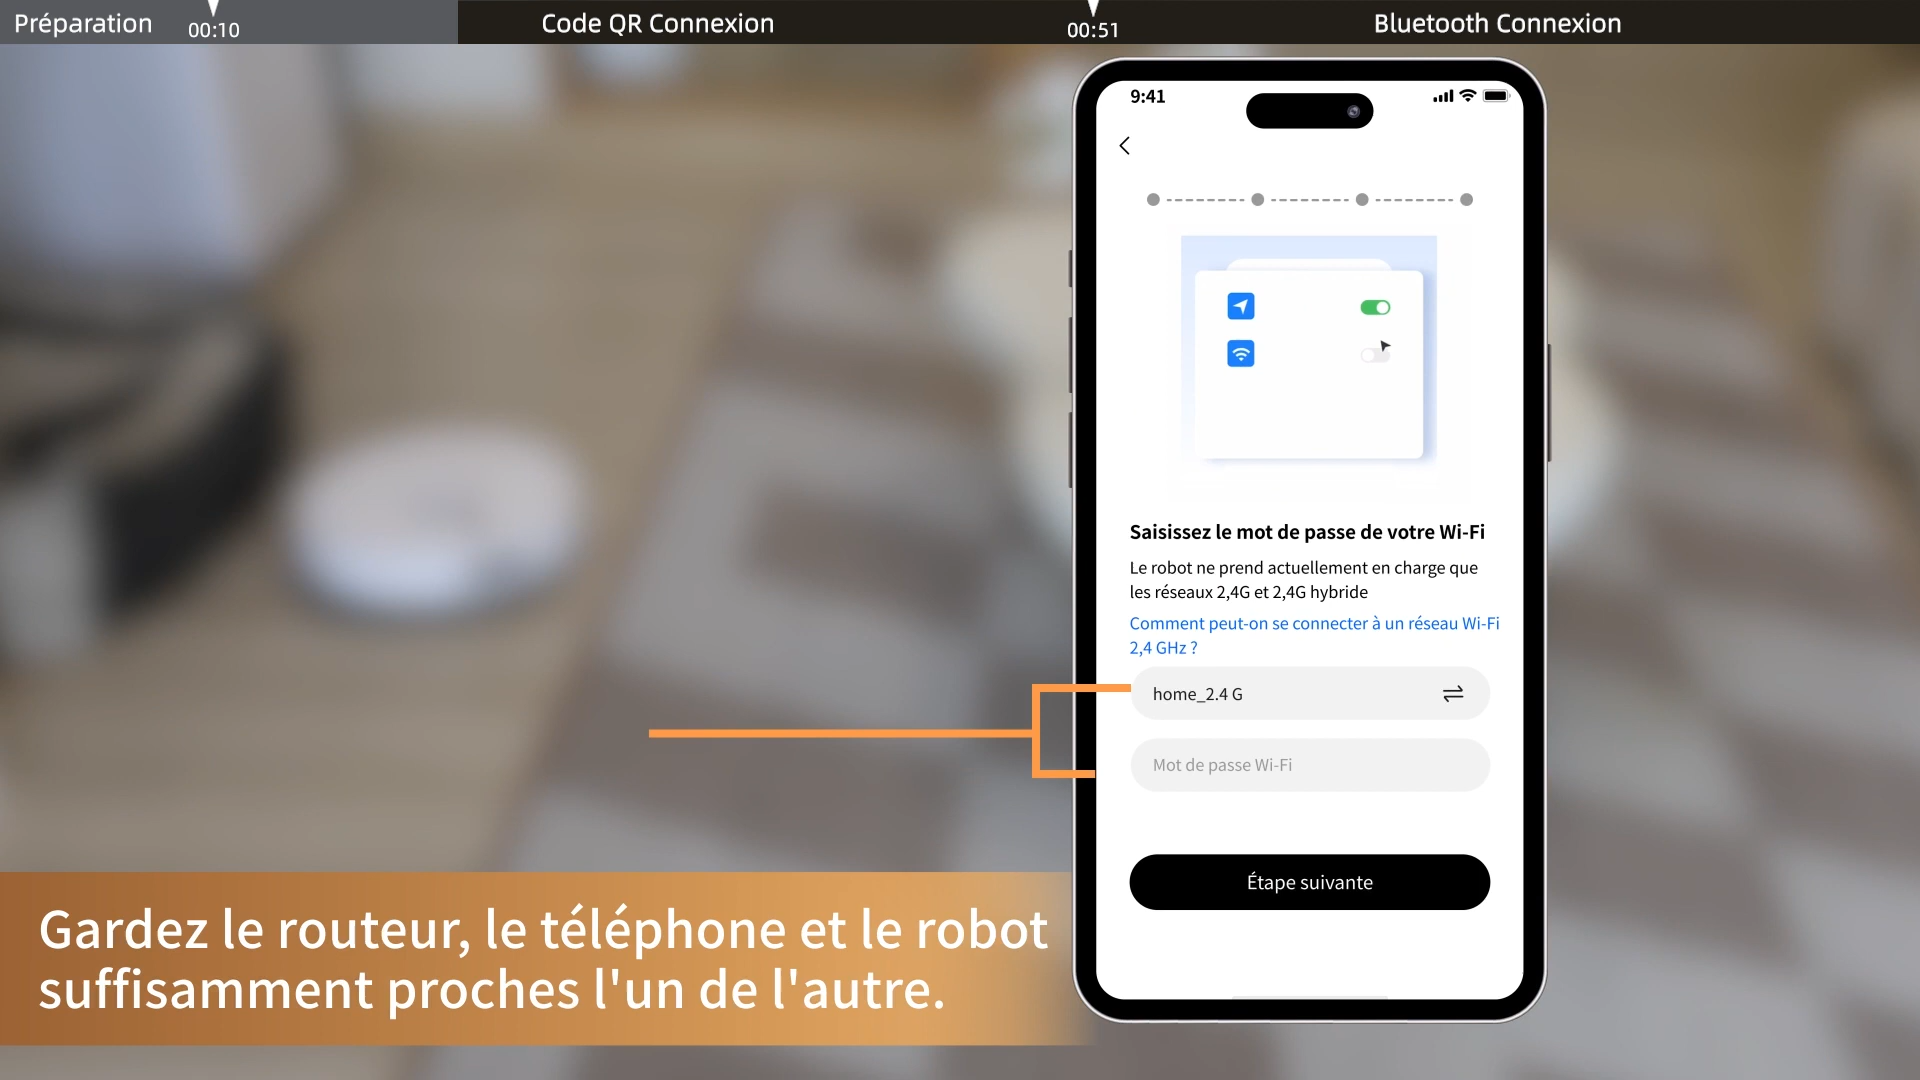 Préparation
00:10
Code QR Connexion
00:51
Bluetooth Connexion
9:41
Saisissez le mot de passe de votre Wi-Fi
Le robot ne prend actuellement en charge que
les réseaux 2,4G et 2,4G hybride
Comment peut-on se connecter à un réseau Wi-Fi
2,4 GHz ?
home_2.4 G
Mot de passe Wi-Fi
Étape suivante
Gardez le routeur, le téléphone et le robot
suffisamment proches l'un de l'autre.